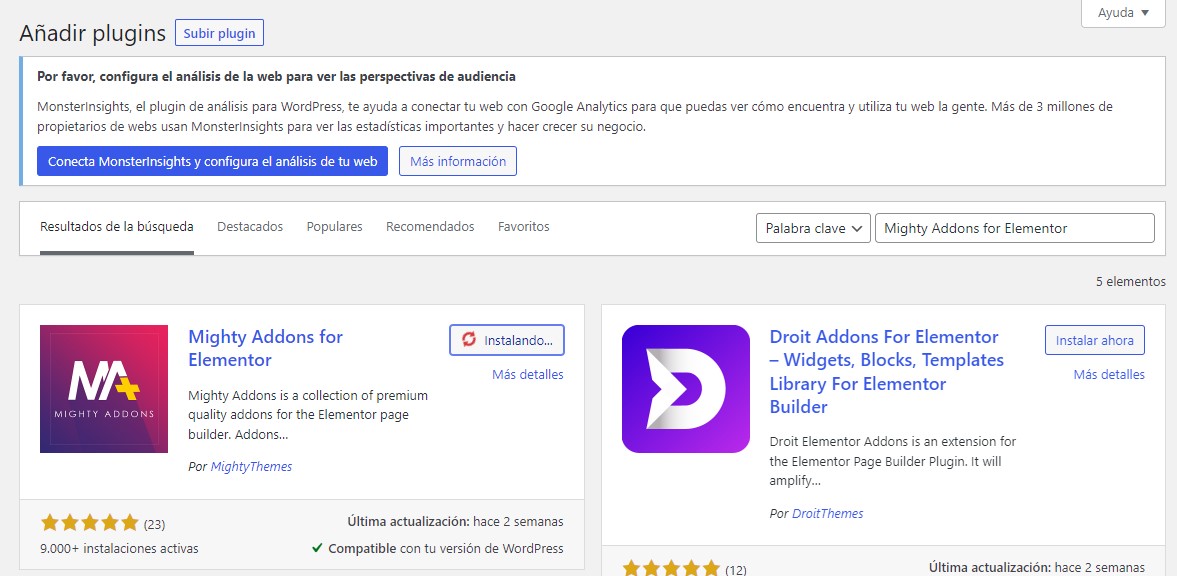 Ayuda
Añadir plugins
Subir plugin
Por favor, configura el análisis de la web para ver las perspectivas de audiencia
MonsterInsights, el plugin de análisis para WordPress, te ayuda a conectar tu web con Google Analytics para que puedas ver cómo encuentra y utiliza tu web la gente. Más de 3 millones de
propietarios de webs usan MonsterInsights para ver las estadísticas importantes y hacer crecer su negocio.
Conecta MonsterInsights y configura el análisis de tu web
Más información
Resultados de la búsqueda
Destacados
Populares
Recomendados
Favoritos
Palabra clave
Mighty Addons for Elementor
5 elementos
MA
MIGHTY ADDONS
Mighty Addons for
Elementor
Instalando...
Más detalles
Mighty Addons is a collection of premium
quality addons for the Elementor page
builder. Addons...
Por MightyThemes
(23)
9.000+ instalaciones activas
Última actualización: hace 2 semanas
Compatible con tu versión de WordPress
Droit Addons For Elementor
– Widgets, Blocks, Templates
Library For Elementor
Builder
Instalar ahora
Más detalles
Droit Elementor Addons is an extension for
the Elementor Page Builder Plugin. It will
amplify...
Por DroitThemes
(12)
Última actualización: hace 2 semanas